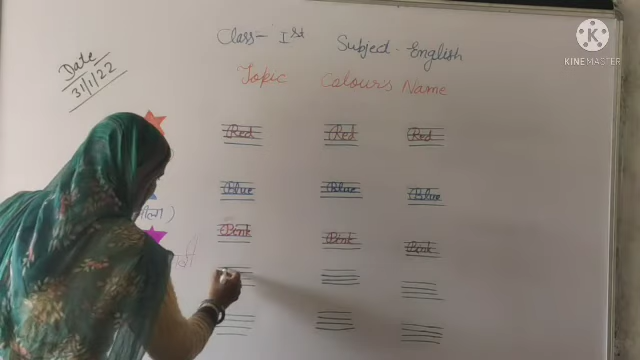 Class- Ist Subject - English
Date
31/1/22
Topic Colour's Name
Red Red Red
Blue Blue Blue
Pink Pink Pink
KINEMASTER